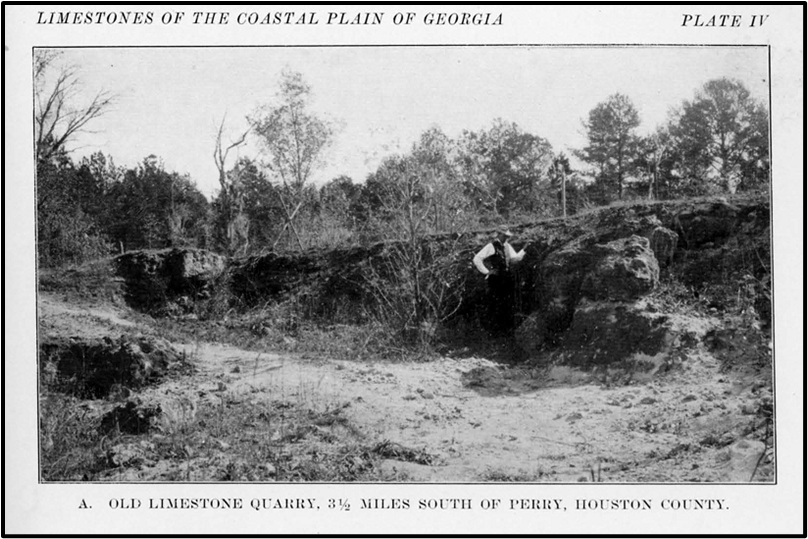 LIMESTONES OF THE COASTAL PLAIN OF GEORGIA PLATE IV
A. OLD LIMESTONE QUARRY, 3½ MILES SOUTH OF PERRY, HOUSTON COUNTY.